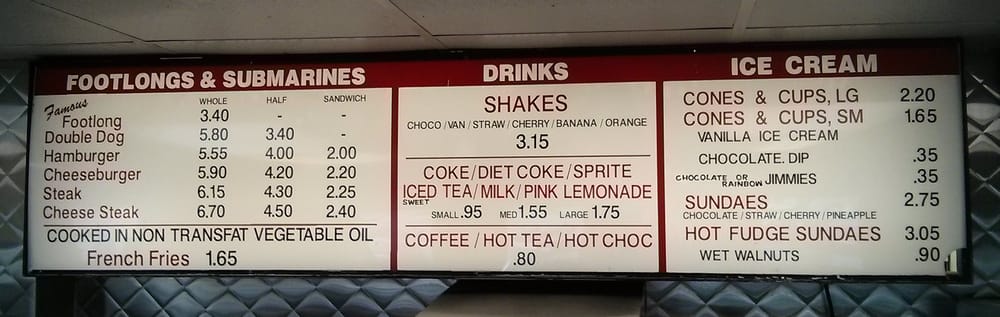 FOOTLONGS & SUBMARINES
WHOLE HALF SANDWICH
Famous
Footlong 3.40 - -
Double Dog 5.80 3.40 -
Hamburger 5.55 4.00 2.00
Cheeseburger 5.90 4.20 2.20
Steak 6.15 4.30 2.25
Cheese Steak 6.70 4.50 2.40
COOKED IN NON TRANSFAT VEGETABLE OIL
French Fries 1.65
DRINKS
SHAKES
CHOCO / VAN / STRAW / CHERRY / BANANA / ORANGE
3.15
COKE / DIET COKE / SPRITE
ICED TEA / MILK / PINK LEMONADE
SWEET
SMALL .95 MED 1.55 LARGE 1.75
COFFEE / HOT TEA / HOT CHOC
.80
ICE CREAM
CONES & CUPS, LG 2.20
CONES & CUPS, SM 1.65
VANILLA ICE CREAM
CHOCOLATE. DIP .35
CHOCOLATE OR RAINBOW JIMMIES .35
SUNDAES 2.75
CHOCOLATE / STRAW / CHERRY / PINEAPPLE
HOT FUDGE SUNDAES 3.05
WET WALNUTS .90